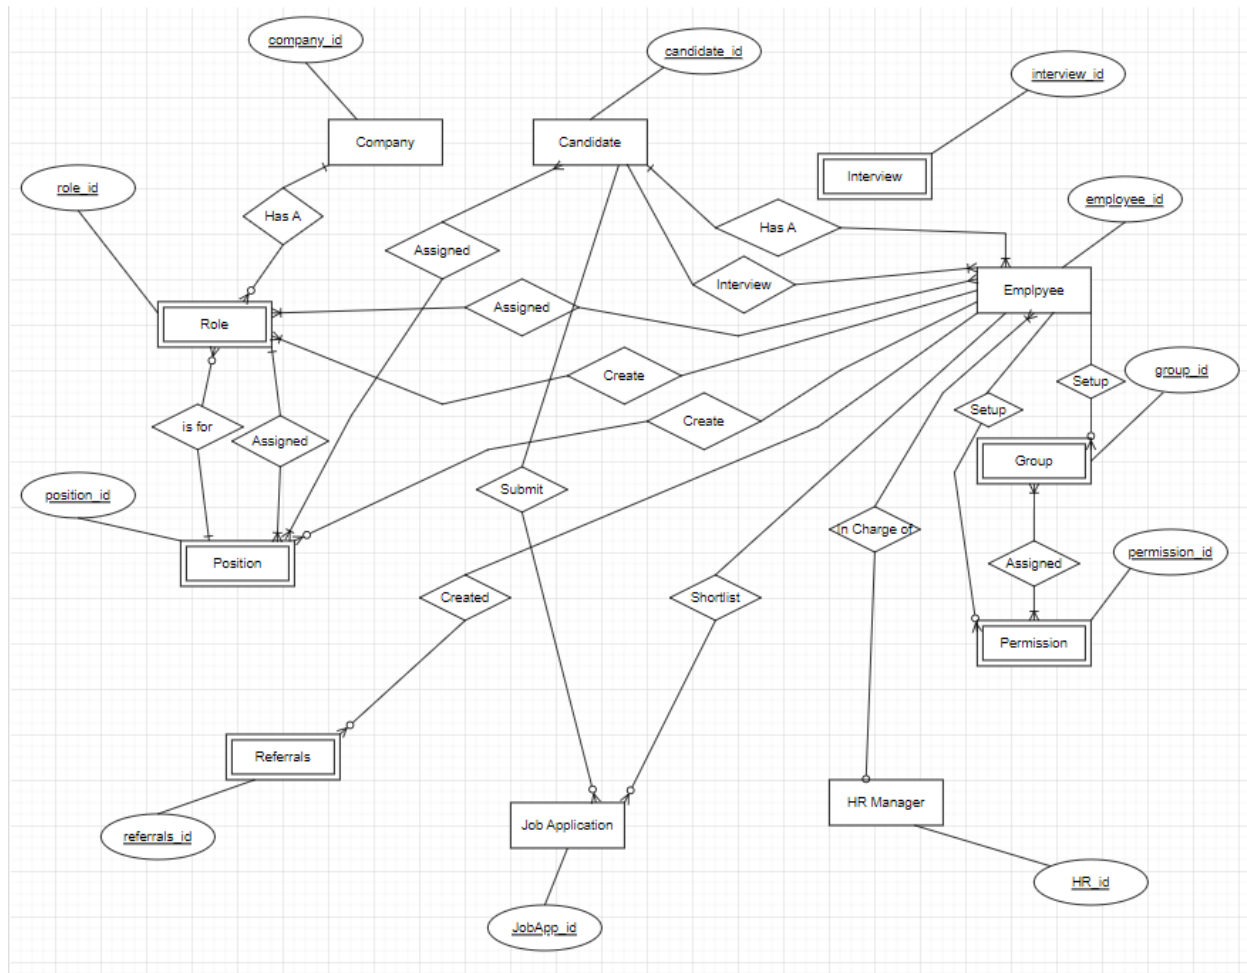 company_id
candidate_id
interview_id
Company
Candidate
Interview
role_id
employee_id
Has A
Has A
Assigned
Interview
Emplpyee
Assigned
Role
Create
Setup
group_id
Setup
Create
is for
Assigned
Group
position_id
Submit
In Charge of
permission_id
Position
Assigned
Created
Shortlist
Permission
Referrals
HR Manager
referrals_id
Job Application
HR_id
JobApp_id